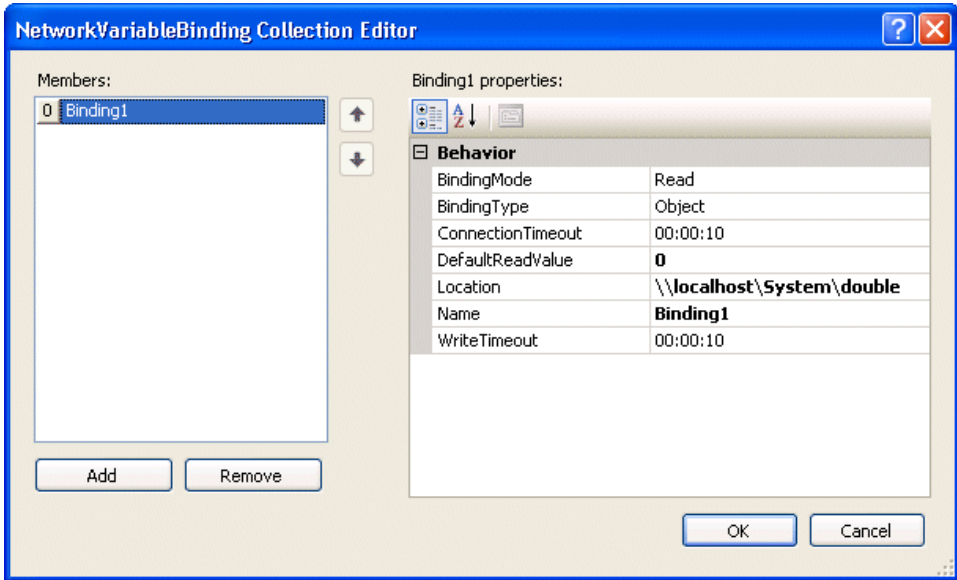 NetworkVariableBinding Collection Editor
Members:
0 Binding1
Add Remove
Binding1 properties:
Behavior
BindingMode Read
BindingType Object
ConnectionTimeout 00:00:10
DefaultReadValue 0
Location \\localhost\System\double
Name Binding1
WriteTimeout 00:00:10
OK Cancel